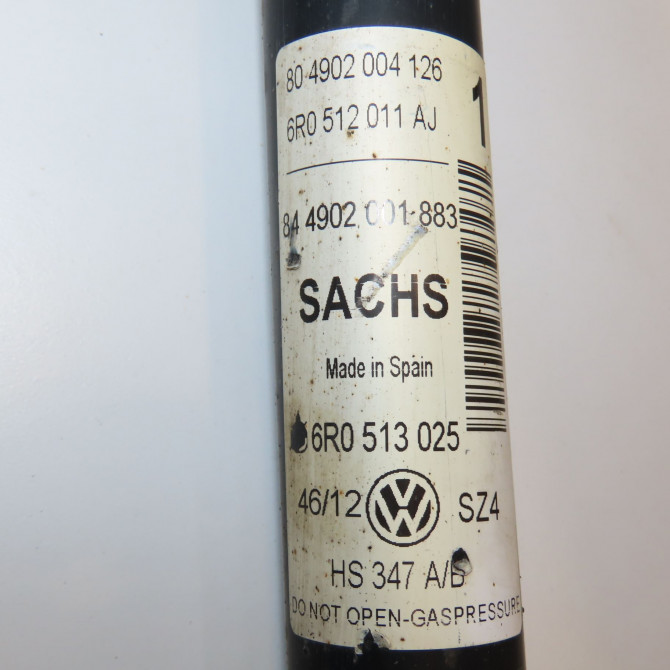 80 4902 004 126
6R0 512 011 AJ
1
84 4902 001 883
SACHS
Made in Spain
6R0 513 025
46/12 VW SZ4
HS 347 A/B
DO NOT OPEN-GASPRESSURE